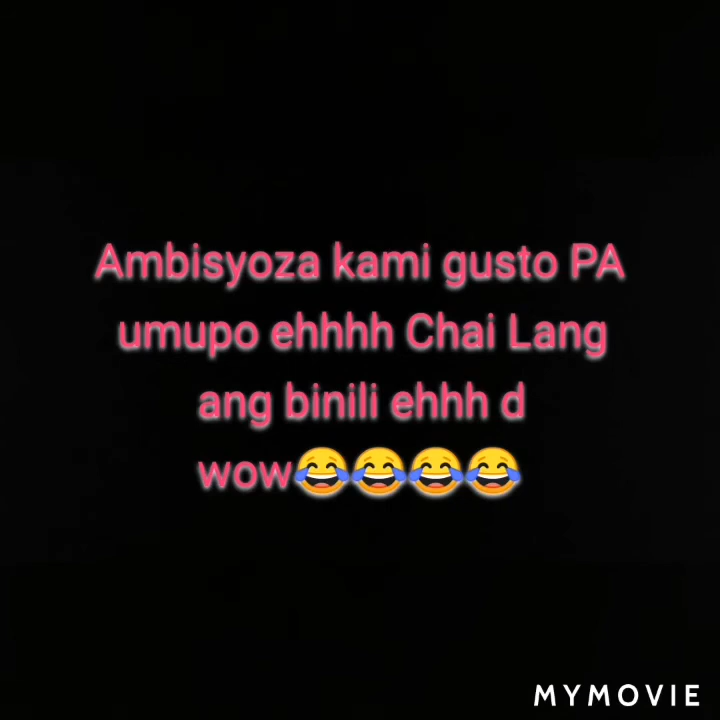 Ambisyoza kami gusto PA
umupo ehhhh Chai Lang
ang binili ehhh d
wow😂😂😂😂
MYMOVIE